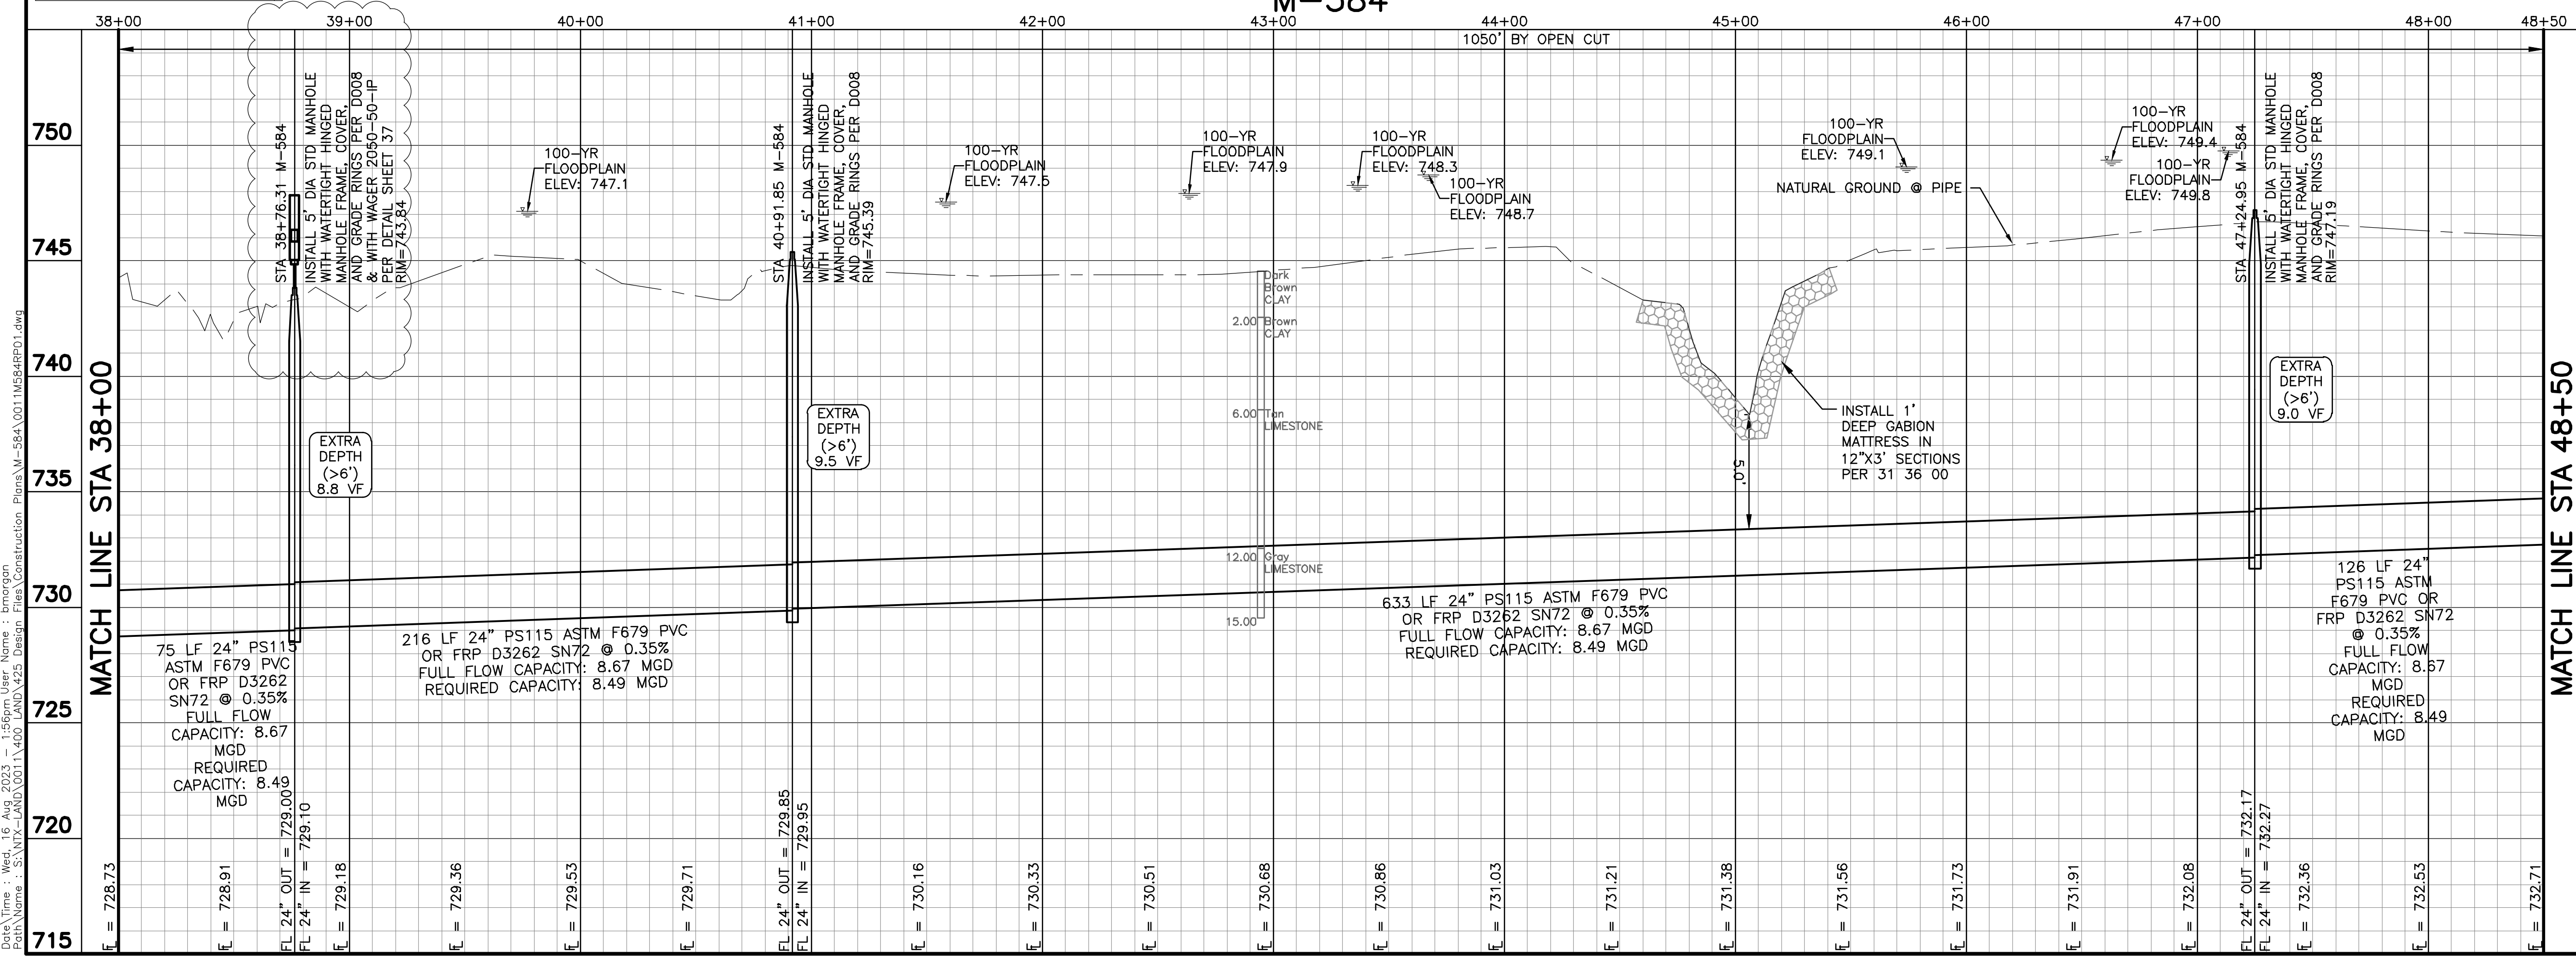 M-584
38+00
39+00
40+00
41+00
42+00
43+00
44+00
45+00
46+00
47+00
48+00
48+50
1050' BY OPEN CUT
750
745
740
735
730
725
720
715
MATCH LINE STA 38+00
Date\Time : Wed, 16 Aug 2023 - 1:56pm User Name : bmorgan
Path\Name : S:\NTX-LAND\0011\400 LAND\425 Design Files\Construction Plans\M-584\0011M584RP01.dwg
STA 38+76.31 M-584
INSTALL 5' DIA STD MANHOLE
WITH WATERTIGHT HINGED
MANHOLE FRAME, COVER,
AND GRADE RINGS PER D008
& WITH WAGER 2050-50-IP
PER DETAIL SHEET 37
RIM=743.84
100-YR
FLOODPLAIN
ELEV: 747.1
STA 40+91.85 M-584
INSTALL 5' DIA STD MANHOLE
WITH WATERTIGHT HINGED
MANHOLE FRAME, COVER,
AND GRADE RINGS PER D008
RIM=745.39
100-YR
FLOODPLAIN
ELEV: 747.5
100-YR
FLOODPLAIN
ELEV: 747.9
100-YR
FLOODPLAIN
ELEV: 748.3
100-YR
FLOODPLAIN
ELEV: 748.7
100-YR
FLOODPLAIN
ELEV: 749.1
NATURAL GROUND @ PIPE
100-YR
FLOODPLAIN
ELEV: 749.4
100-YR
FLOODPLAIN
ELEV: 749.8
STA 47+24.95 M-584
INSTALL 5' DIA STD MANHOLE
WITH WATERTIGHT HINGED
MANHOLE FRAME, COVER,
AND GRADE RINGS PER D008
RIM=747.19
EXTRA
DEPTH
(>6')
8.8 VF
EXTRA
DEPTH
(>6')
9.5 VF
Dark
Brown
CLAY
2.00 Brown
CLAY
6.00 Tan
LIMESTONE
12.00 Gray
LIMESTONE
15.00
5.0'
INSTALL 1'
DEEP GABION
MATTRESS IN
12"X3' SECTIONS
PER 31 36 00
EXTRA
DEPTH
(>6')
9.0 VF
75 LF 24" PS115
ASTM F679 PVC
OR FRP D3262
SN72 @ 0.35%
FULL FLOW
CAPACITY: 8.67
MGD
REQUIRED
CAPACITY: 8.49
MGD
216 LF 24" PS115 ASTM F679 PVC
OR FRP D3262 SN72 @ 0.35%
FULL FLOW CAPACITY: 8.67 MGD
REQUIRED CAPACITY: 8.49 MGD
633 LF 24" PS115 ASTM F679 PVC
OR FRP D3262 SN72 @ 0.35%
FULL FLOW CAPACITY: 8.67 MGD
REQUIRED CAPACITY: 8.49 MGD
126 LF 24"
PS115 ASTM
F679 PVC OR
FRP D3262 SN72
@ 0.35%
FULL FLOW
CAPACITY: 8.67
MGD
REQUIRED
CAPACITY: 8.49
MGD
FL = 728.73
FL = 728.91
FL 24" OUT = 729.00
FL 24" IN = 729.10
FL = 729.18
FL = 729.36
FL = 729.53
FL = 729.71
FL 24" OUT = 729.85
FL 24" IN = 729.95
FL = 730.16
FL = 730.33
FL = 730.51
FL = 730.68
FL = 730.86
FL = 731.03
FL = 731.21
FL = 731.38
FL = 731.56
FL = 731.73
FL = 731.91
FL = 732.08
FL 24" OUT = 732.17
FL 24" IN = 732.27
FL = 732.36
FL = 732.53
FL = 732.71
MATCH LINE STA 48+50